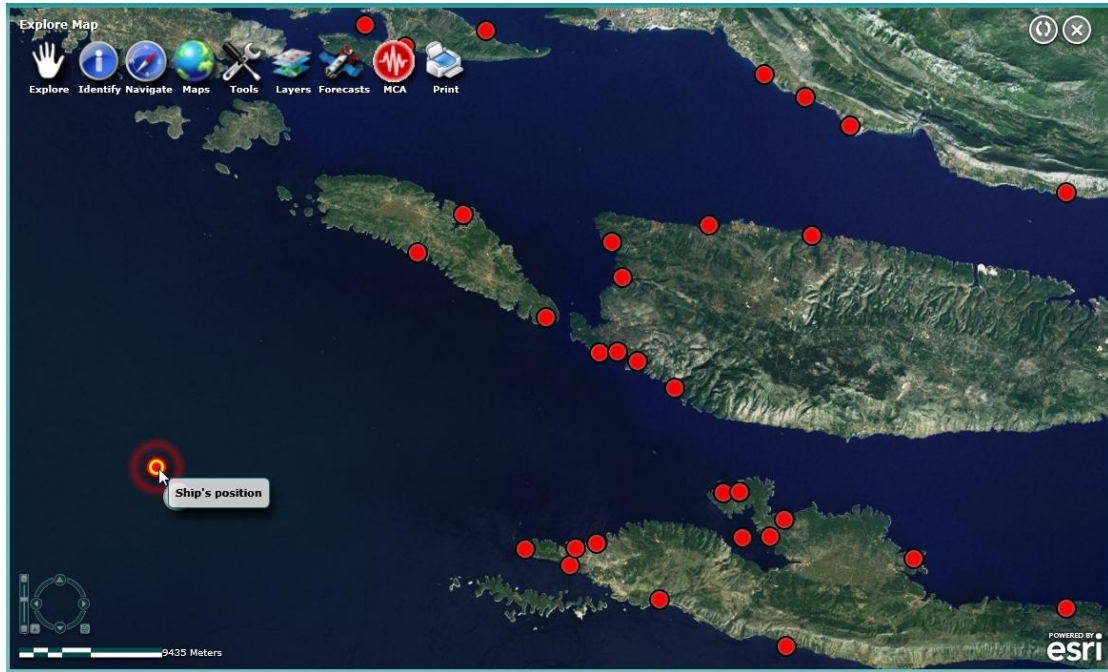 Explore Map
Explore Identify Navigate Maps Tools Layers Forecasts MCA Print
Ship's position
9435 Meters
POWERED BY
esri